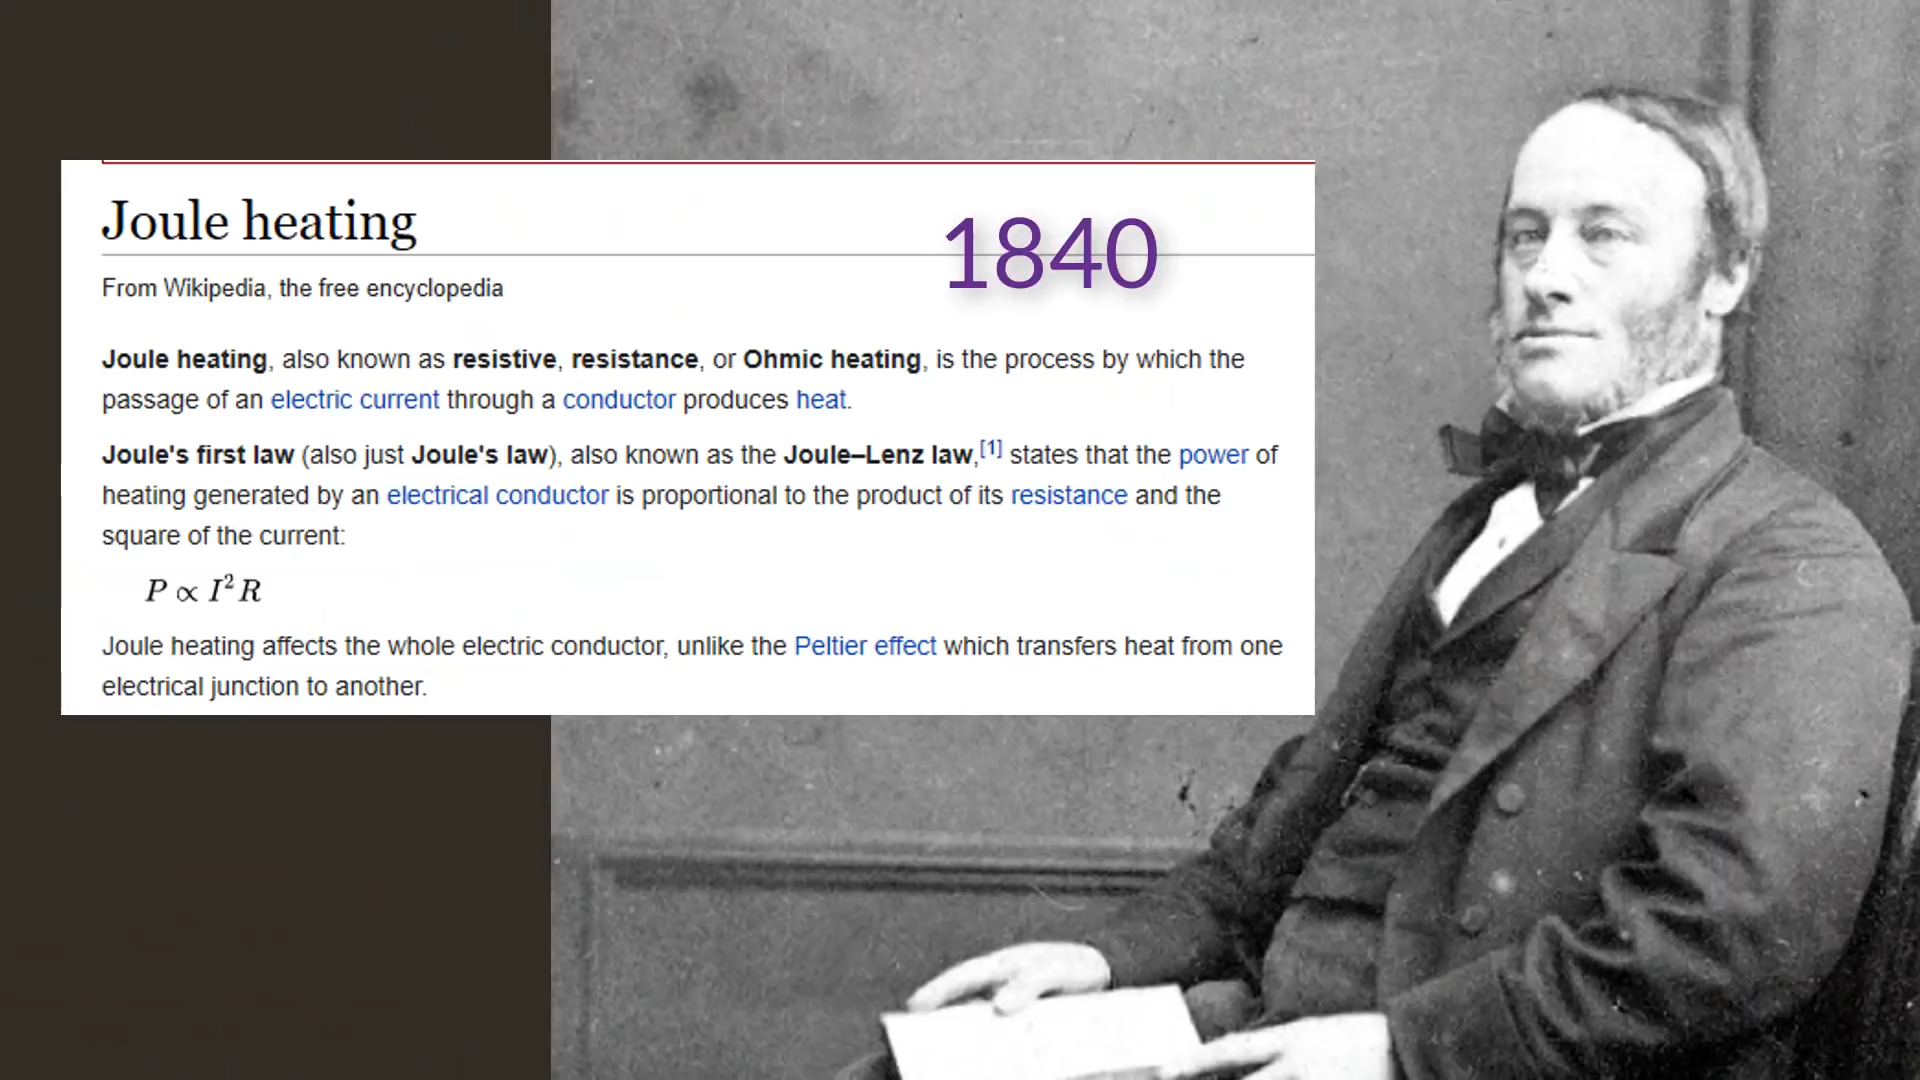 Joule heating
1840
From Wikipedia, the free encyclopedia
Joule heating, also known as resistive, resistance, or Ohmic heating, is the process by which the
passage of an electric current through a conductor produces heat.
Joule's first law (also just Joule's law), also known as the Joule–Lenz law,[1] states that the power of
heating generated by an electrical conductor is proportional to the product of its resistance and the
square of the current:
P ∝ I² R
Joule heating affects the whole electric conductor, unlike the Peltier effect which transfers heat from one
electrical junction to another.